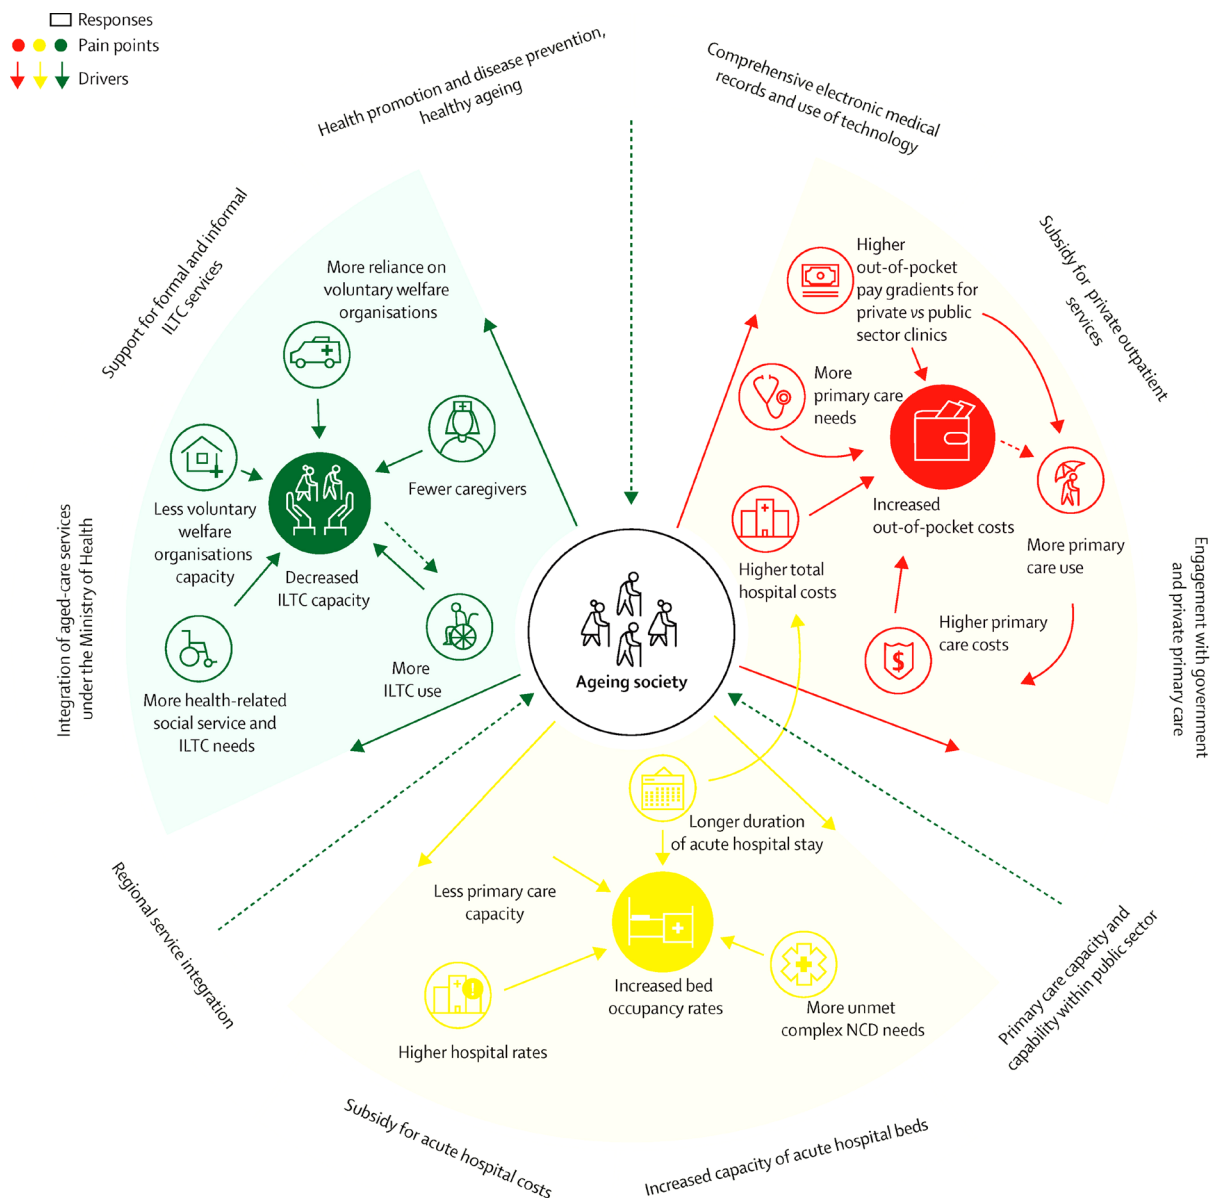 Responses
Pain points
Drivers
Health promotion and disease prevention,
healthy ageing
Comprehensive electronic medical
records and use of technology
Support for formal and informal
ILTC services
Subsidy for private outpatient
services
More reliance on
voluntary welfare
organisations
Fewer caregivers
Less voluntary
welfare
organisations
capacity
Decreased
ILTC capacity
More
ILTC use
More health-related
social service and
ILTC needs
Integration of aged-care services
under the Ministry of Health
Higher
out-of-pocket
pay gradients for
private vs public
sector clinics
More
primary care
needs
Increased
out-of-pocket costs
Higher total
hospital costs
More primary
care use
$
Higher primary
care costs
Engagement with government
and private primary care
Ageing society
Longer duration
of acute hospital stay
Less primary care
capacity
Increased bed
occupancy rates
!
Higher hospital rates
More unmet
complex NCD needs
Regional service integration
Primary care capacity and
capability within public sector
Subsidy for acute hospital costs
Increased capacity of acute hospital beds